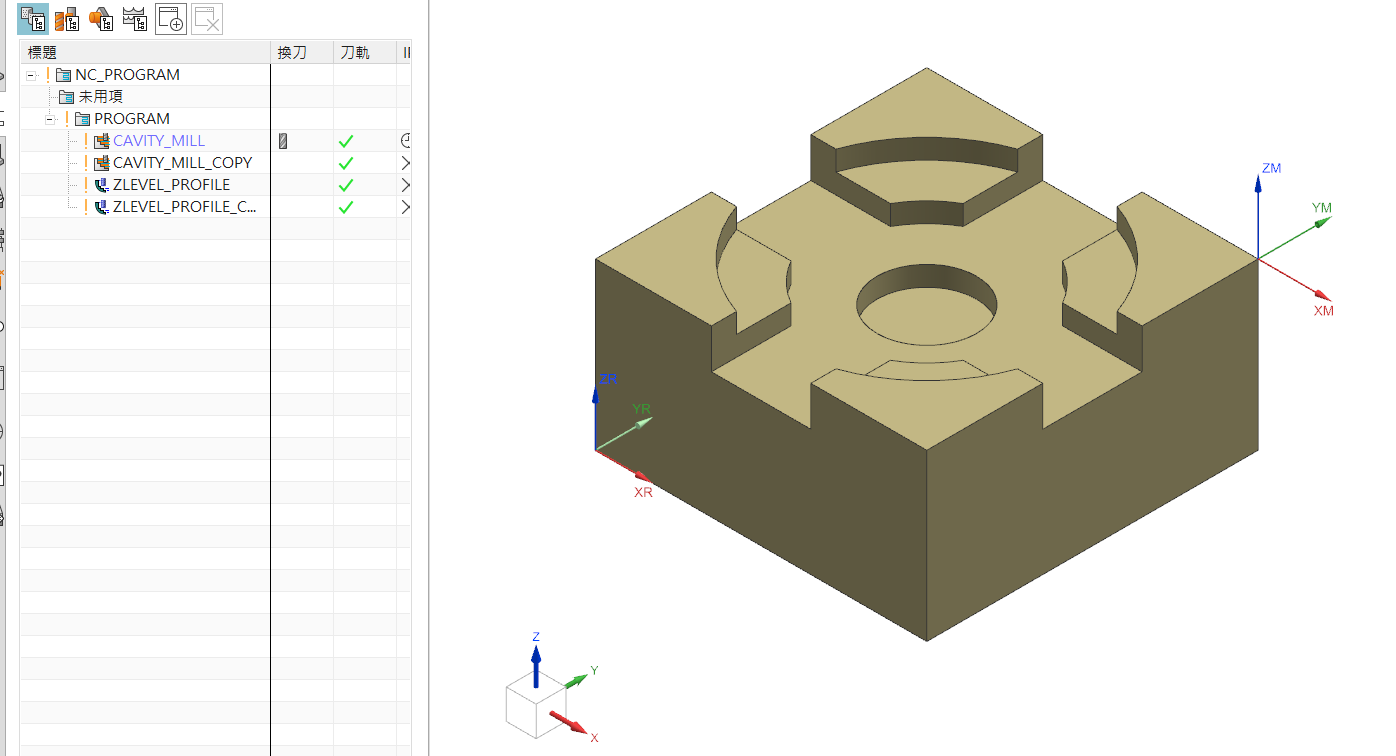 標題 換刀 刀軌
NC_PROGRAM
未用項
PROGRAM
CAVITY_MILL
CAVITY_MILL_COPY
ZLEVEL_PROFILE
ZLEVEL_PROFILE_C...
ZM
YM
XM
ZR
YR
XR
Z
Y
X